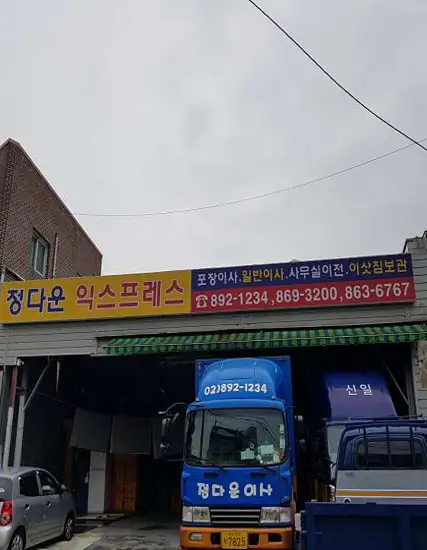 정다운 익스프레스
포장이사.일반이사.사무실이전.이삿짐보관
☎892-1234,869-3200,863-6767
02)892-1234
신일
정다운이사
7825